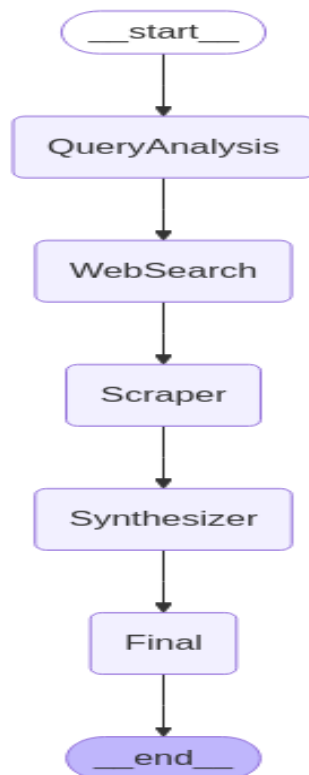 __start__
QueryAnalysis
WebSearch
Scraper
Synthesizer
Final
__end__